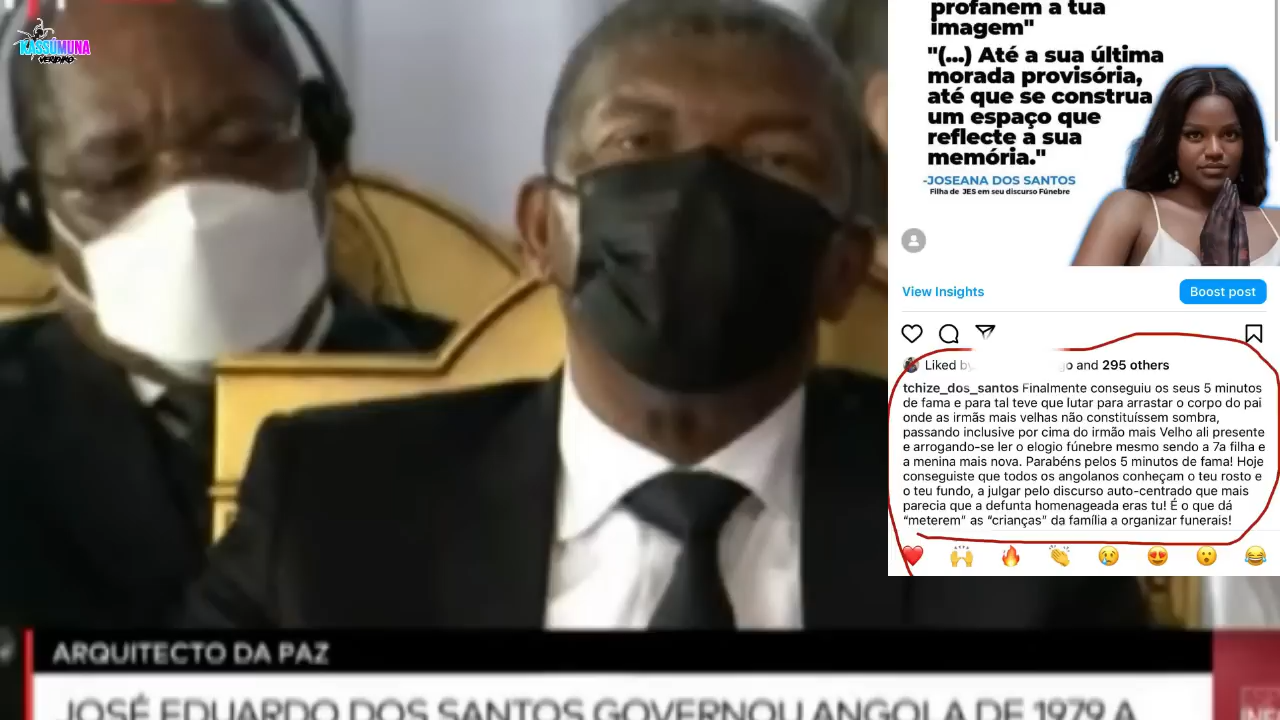 KASSUMUNA
VERDIKO
profanem a tua
imagem"
"(...) Até a sua última
morada provisória,
até que se construa
um espaço que
reflecte a sua
memória."
-JOSEANA DOS SANTOS
Filha de JES em seu discurso Fúnebre
View Insights
Boost post
Liked by
and 295 others
tchize_dos_santos Finalmente conseguiu os seus 5 minutos
de fama e para tal teve que lutar para arrastar o corpo do pai
onde as irmãs mais velhas não constituíssem sombra,
passando inclusive por cima do irmão mais Velho ali presente
e arrogando-se ler o elogio fúnebre mesmo sendo a 7a filha e
a menina mais nova. Parabéns pelos 5 minutos de fama! Hoje
conseguiste que todos os angolanos conheçam o teu rosto e
o teu fundo, a julgar pelo discurso auto-centrado que mais
parecia que a defunta homenageada eras tu! É o que dá
“meterem” as “crianças” da família a organizar funerais!
ARQUITECTO DA PAZ
JOSÉ EDUARDO DOS SANTOS GOVERNOU ANGOLA DE 1979 A